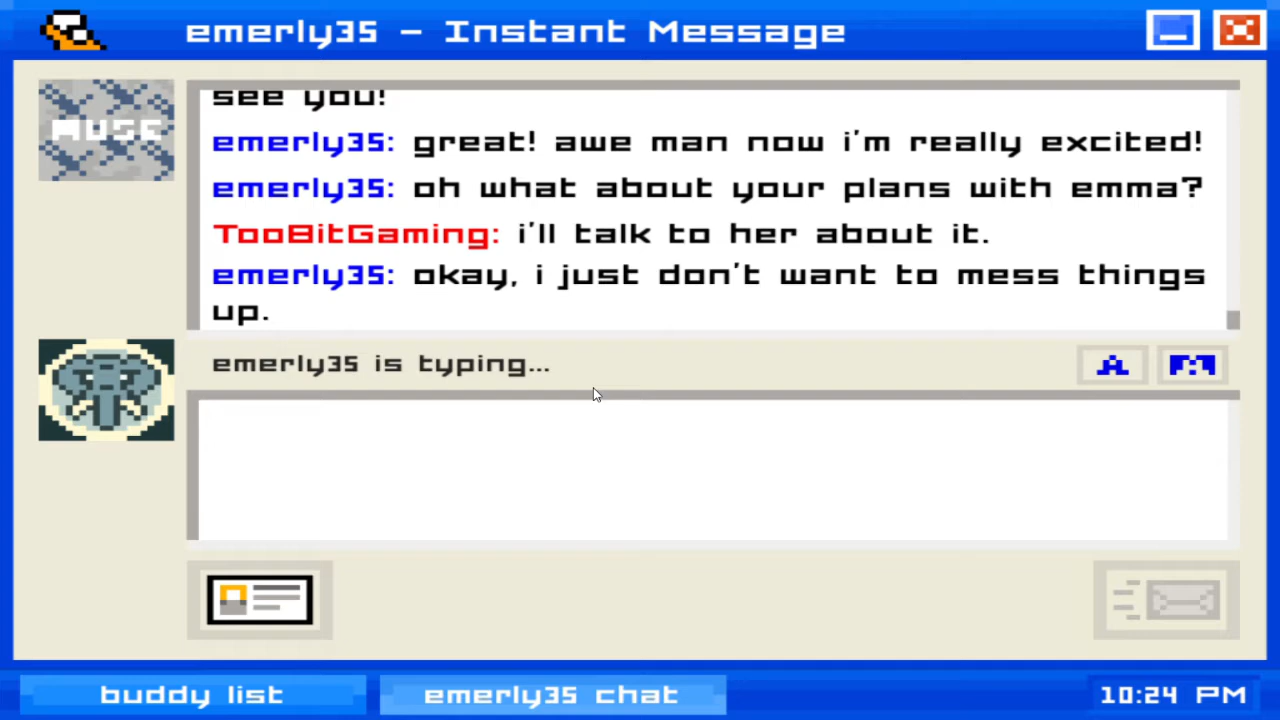 emerly35 - Instant Message
see you!
MUSE
emerly35: great! awe man now i'm really excited!
emerly35: oh what about your plans with emma?
TooBitGaming: i'll talk to her about it.
emerly35: okay, i just don't want to mess things
up.
emerly35 is typing...
A
buddy list
emerly35 chat
10:24 PM